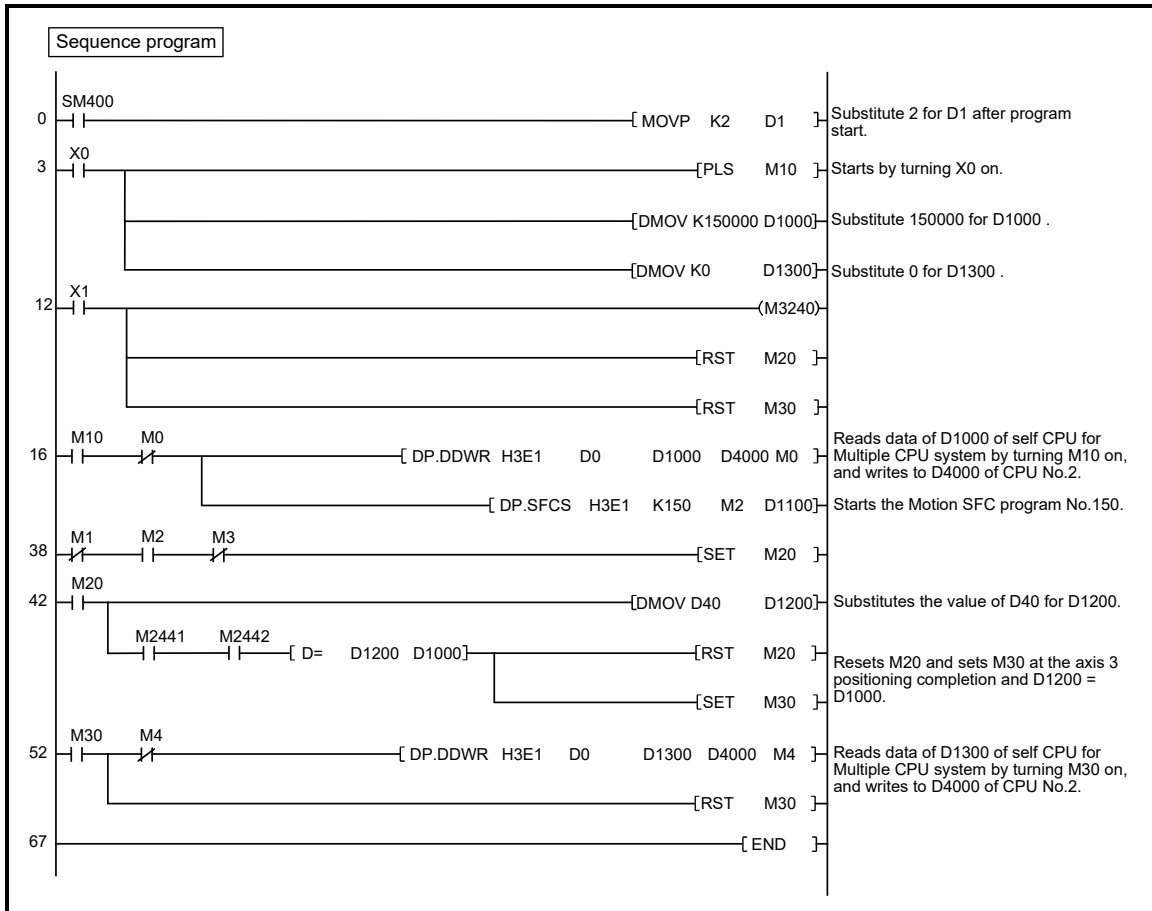 Sequence program
SM400
0 [ MOVP K2 D1 ] Substitute 2 for D1 after program
start.
X0
3 [PLS M10 ] Starts by turning X0 on.
[DMOV K150000 D1000] Substitute 150000 for D1000 .
[DMOV K0 D1300] Substitute 0 for D1300 .
X1
12 (M3240)
[RST M20 ]
[RST M30 ]
M10 M0
16 [ DP.DDWR H3E1 D0 D1000 D4000 M0 ] Reads data of D1000 of self CPU for
Multiple CPU system by turning M10 on,
and writes to D4000 of CPU No.2.
[ DP.SFCS H3E1 K150 M2 D1100] Starts the Motion SFC program No.150.
M1 M2 M3
38 [SET M20 ]
M20
42 [DMOV D40 D1200] Substitutes the value of D40 for D1200.
M2441 M2442
[ D= D1200 D1000] [RST M20 ]
[SET M30 ]
Resets M20 and sets M30 at the axis 3
positioning completion and D1200 =
D1000.
M30 M4
52 [ DP.DDWR H3E1 D0 D1300 D4000 M4 ] Reads data of D1300 of self CPU for
Multiple CPU system by turning M30 on,
and writes to D4000 of CPU No.2.
[RST M30 ]
67 [ END ]